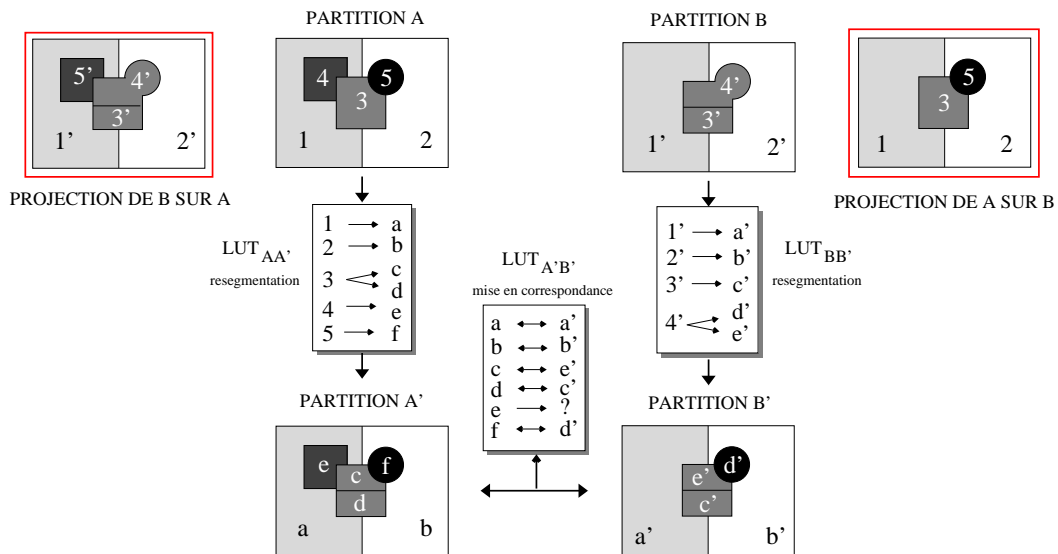 PARTITION A
PARTITION B
5’
4’
3’
1’
2’
PROJECTION DE B SUR A
4
5
3
1
2
4’
3’
1’
2’
5
3
1
2
PROJECTION DE A SUR B
LUT AA’
resegmentation
1 a
2 b
3 c
d
4 e
5 f
LUT A’B’
mise en correspondance
a a’
b b’
c e’
d c’
e ?
f d’
1’ a’
2’ b’
3’ c’
4’ d’
e’
LUT BB’
resegmentation
PARTITION A’
PARTITION B’
e
c
f
d
a
b
e’
d’
c’
a’
b’